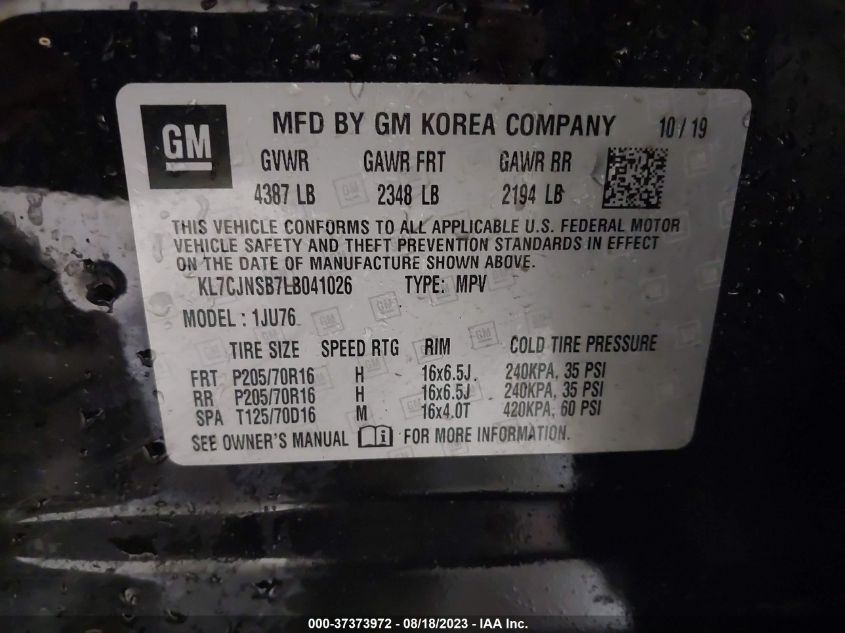 GM
MFD BY GM KOREA COMPANY 10/19
GVWR GAWR FRT GAWR RR
4387 LB 2348 LB 2194 LB
THIS VEHICLE CONFORMS TO ALL APPLICABLE U.S. FEDERAL MOTOR
VEHICLE SAFETY AND THEFT PREVENTION STANDARDS IN EFFECT
ON THE DATE OF MANUFACTURE SHOWN ABOVE.
KL7CJNSB7LB041026 TYPE: MPV
MODEL: 1JU76
TIRE SIZE SPEED RTG RIM COLD TIRE PRESSURE
FRT P205/70R16 H 16x6.5J 240KPA, 35 PSI
RR P205/70R16 H 16x6.5J 240KPA, 35 PSI
SPA T125/70D16 M 16x4.0T 420KPA, 60 PSI
SEE OWNER'S MANUAL i FOR MORE INFORMATION.
000-37373972 - 08/18/2023 - IAA Inc.